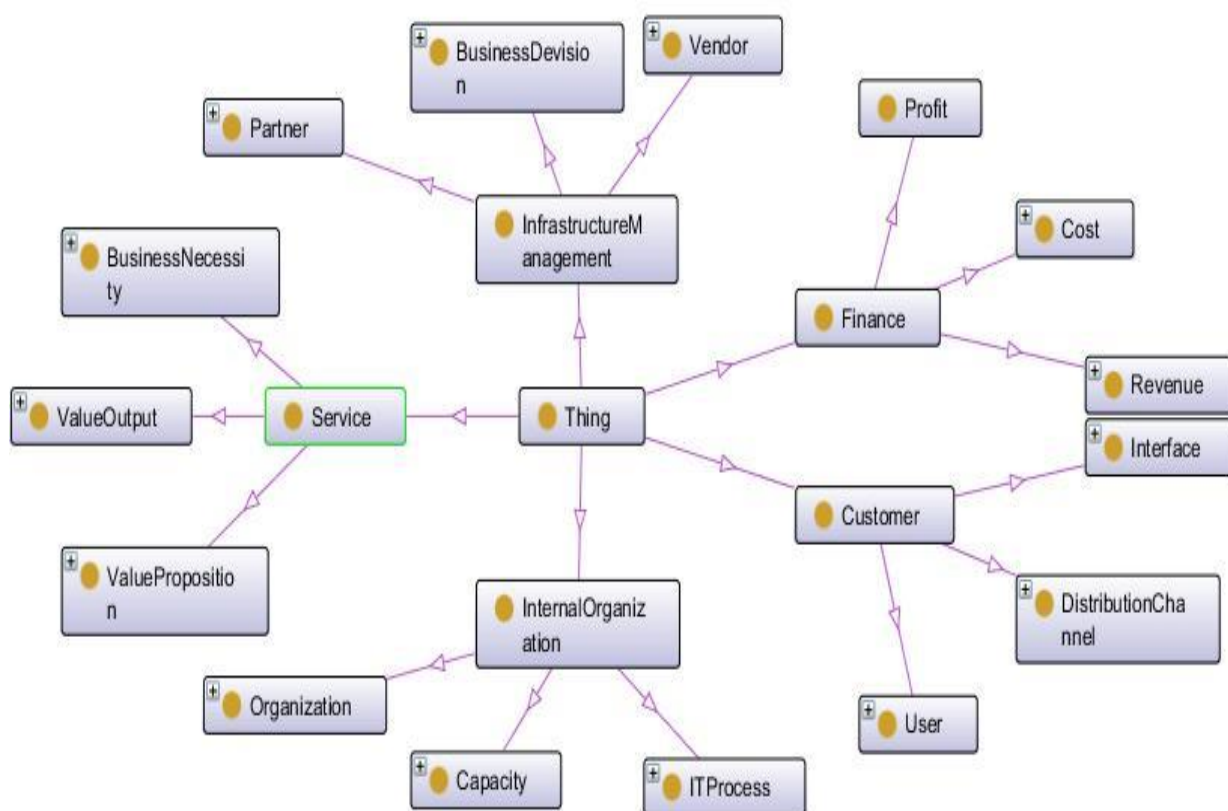 BusinessDevisio
n
Vendor
Partner
Profit
InfrastructureM
anagement
Cost
BusinessNecessi
ty
Finance
Revenue
ValueOutput
Service
Thing
Interface
Customer
ValuePropositio
n
InternalOrganiz
ation
DistributionCha
nnel
Organization
User
Capacity
ITProcess